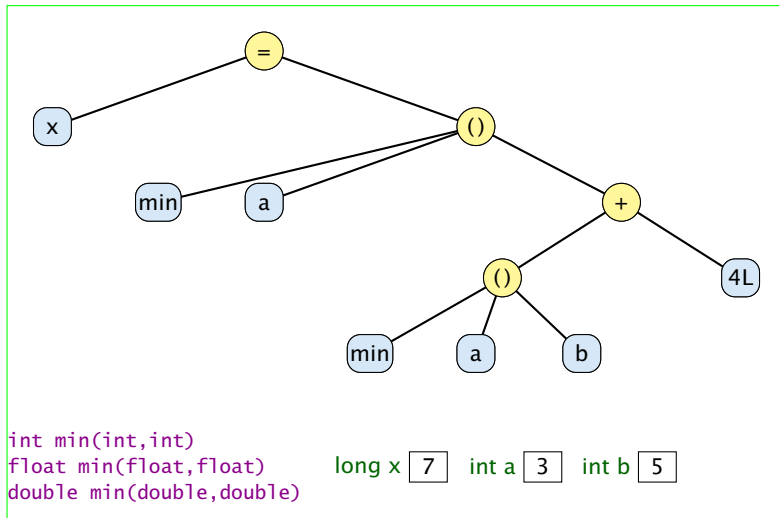 =
x ()
min a +
() 4L
min a b
int min(int,int)
float min(float,float)
double min(double,double)
long x 7 int a 3 int b 5